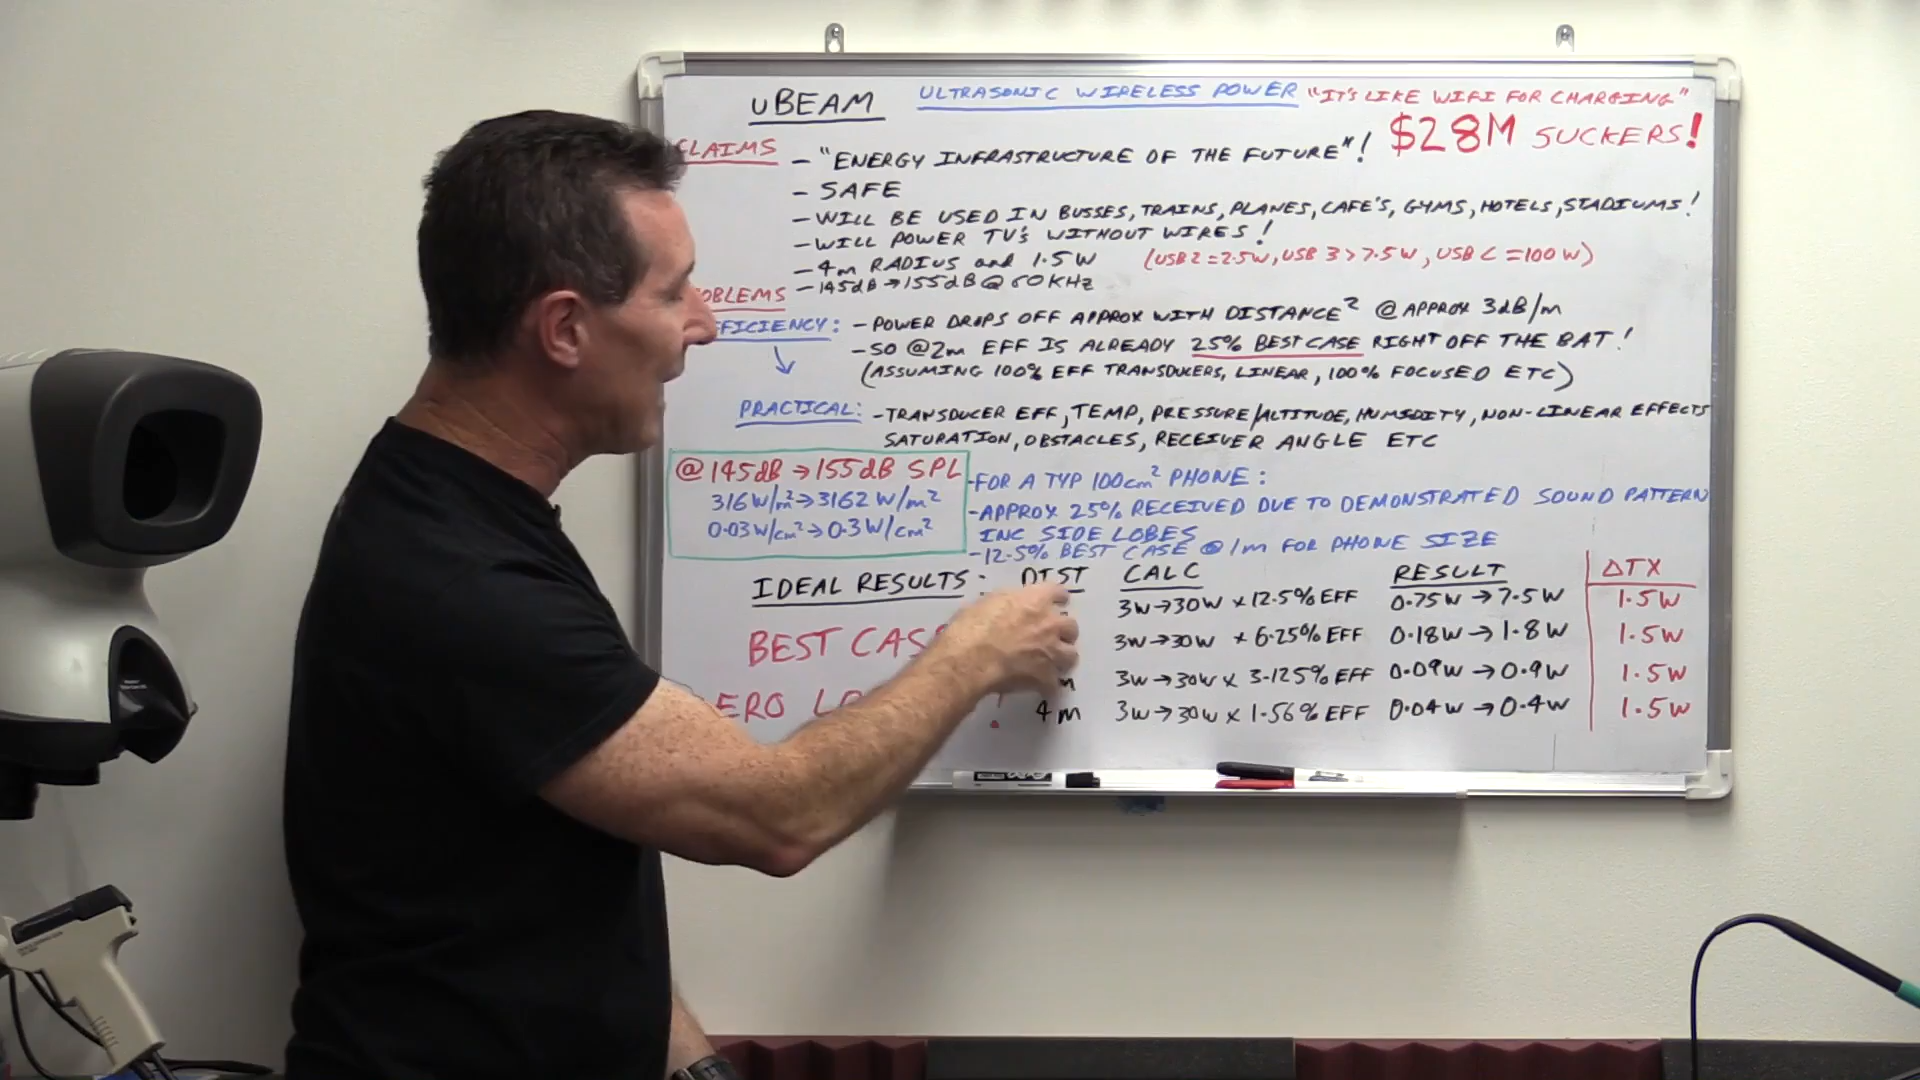 uBEAM ULTRASONIC WIRELESS POWER "IT'S LIKE WIFI FOR CHARGING"
$28M SUCKERS!
CLAIMS - "ENERGY INFRASTRUCTURE OF THE FUTURE"!
- SAFE
- WILL BE USED IN BUSSES, TRAINS, PLANES, CAFE'S, GYMS, HOTELS, STADIUMS!
- WILL POWER TV'S WITHOUT WIRES!
- 4m RADIUS and 1.5W (USB2=2.5W, USB3>7.5W, USB C=100W)
- 145dB→155dB@60KHz
OBLEMS
FFICIENCY: - POWER DROPS OFF APPROX WITH DISTANCE² @ APPROX 3dB/m
- SO @2m EFF IS ALREADY 25% BEST CASE RIGHT OFF THE BAT!
(ASSUMING 100% EFF TRANSDUCERS, LINEAR, 100% FOCUSED ETC)
PRACTICAL: - TRANSDUCER EFF, TEMP, PRESSURE/ALTITUDE, HUMIDITY, NON-LINEAR EFFECTS
SATURATION, OBSTACLES, RECEIVER ANGLE ETC
@145dB→155dB SPL
316W/m²→3162W/m²
0.03W/cm²→0.3W/cm²
- FOR A TYP 100cm² PHONE:
- APPROX 25% RECEIVED DUE TO DEMONSTRATED SOUND PATTERN
INC SIDE LOBES
- 12.5% BEST CASE @ 1m FOR PHONE SIZE
IDEAL RESULTS: DIST CALC RESULT ΔTX
3W→30W x 12.5% EFF 0.75W→7.5W 1.5W
BEST CAS 3W→30W x 6.25% EFF 0.18W→1.8W 1.5W
m 3W→30W x 3.125% EFF 0.09W→0.9W 1.5W
ERO LO ! 4m 3W→30W x 1.56% EFF 0.04W→0.4W 1.5W